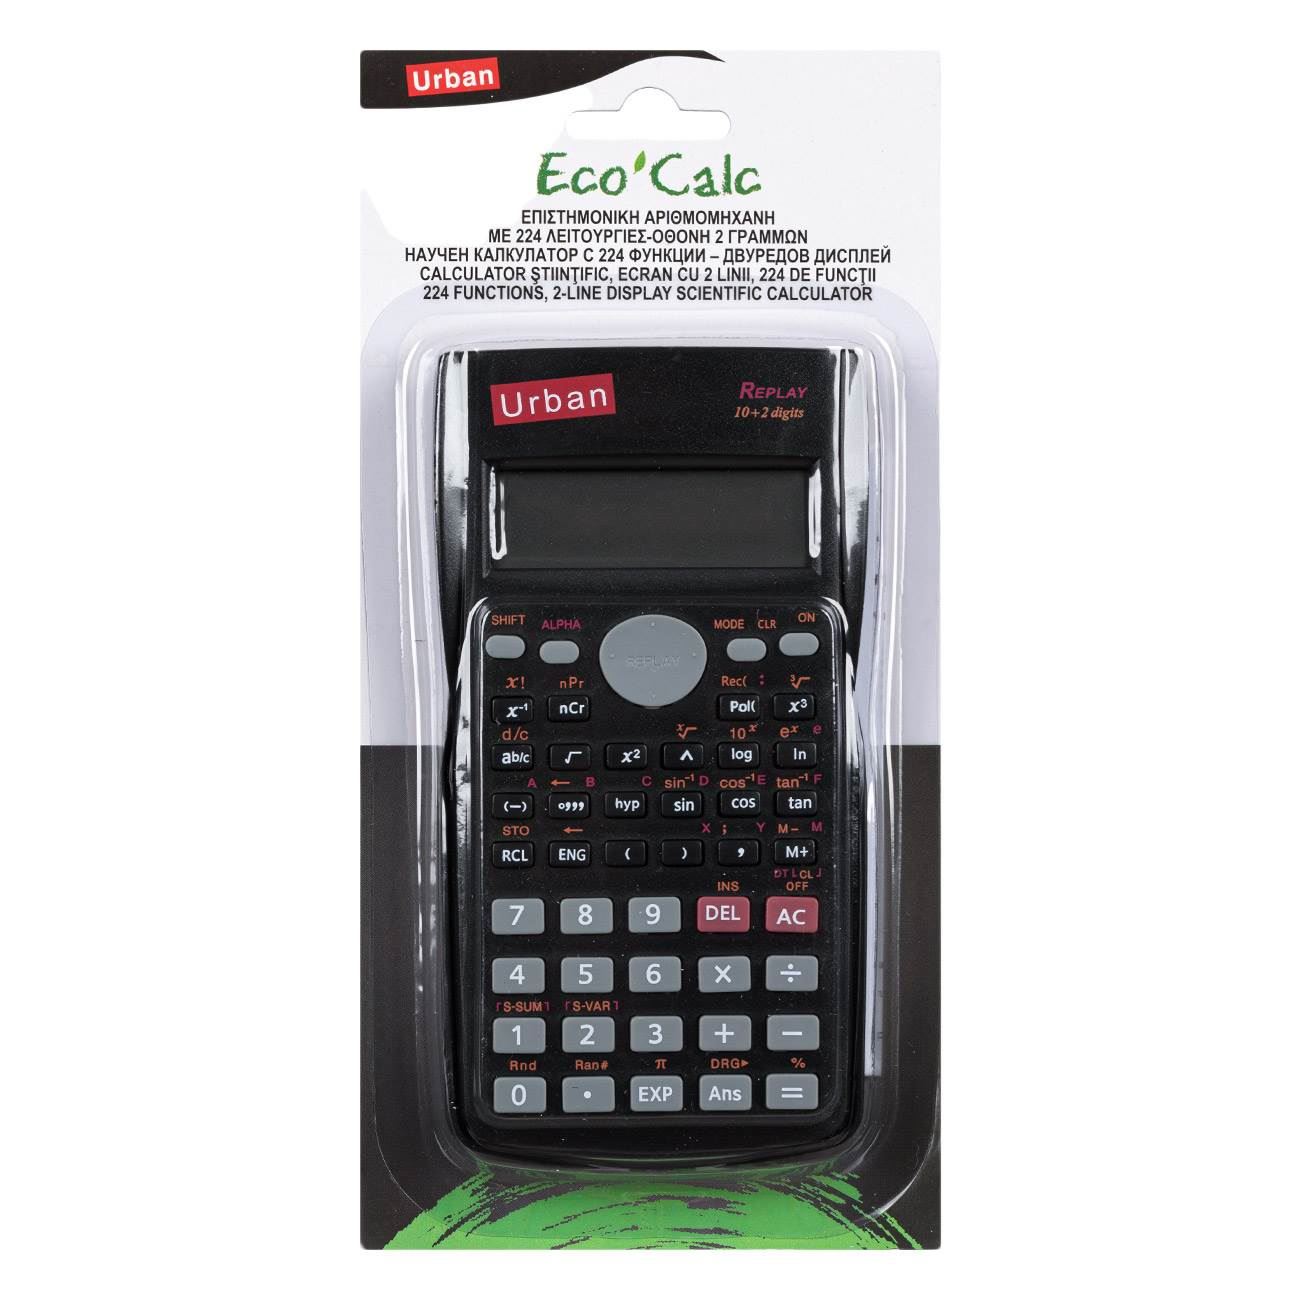 Urban
Eco'Calc
ΕΠΙΣΤΗΜΟΝΙΚΗ ΑΡΙΘΜΟΜΗΧΑΝΗ
ΜΕ 224 ΛΕΙΤΟΥΡΓΙΕΣ-ΟΘΟΝΗ 2 ΓΡΑΜΜΩΝ
НАУЧЕН КАЛКУЛАТОР С 224 ФУНКЦИИ – ДВУРЕДОВ ДИСПЛЕЙ
CALCULATOR ŞTIINŢIFIC, ECRAN CU 2 LINII, 224 DE FUNCŢII
224 FUNCTIONS, 2-LINE DISPLAY SCIENTIFIC CALCULATOR
Urban REPLAY
10+2 digits
SHIFT ALPHA MODE CLR ON
REPLAY
x! nPr Rec( : ³√
x⁻¹ nCr Pol( x³
d/c ˣ√ 10ˣ eˣ e
ab/c √ x² ^ log ln
A ← B C sin⁻¹ D cos⁻¹ E tan⁻¹ F
(−) °,,, hyp sin cos tan
STO ← X ; Y M− M
RCL ENG ( ) , M+
DT CL
INS OFF
7 8 9 DEL AC
4 5 6 × ÷
S-SUM S-VAR
1 2 3 + −
Rnd Ran# π DRG▸ %
0 · EXP Ans =